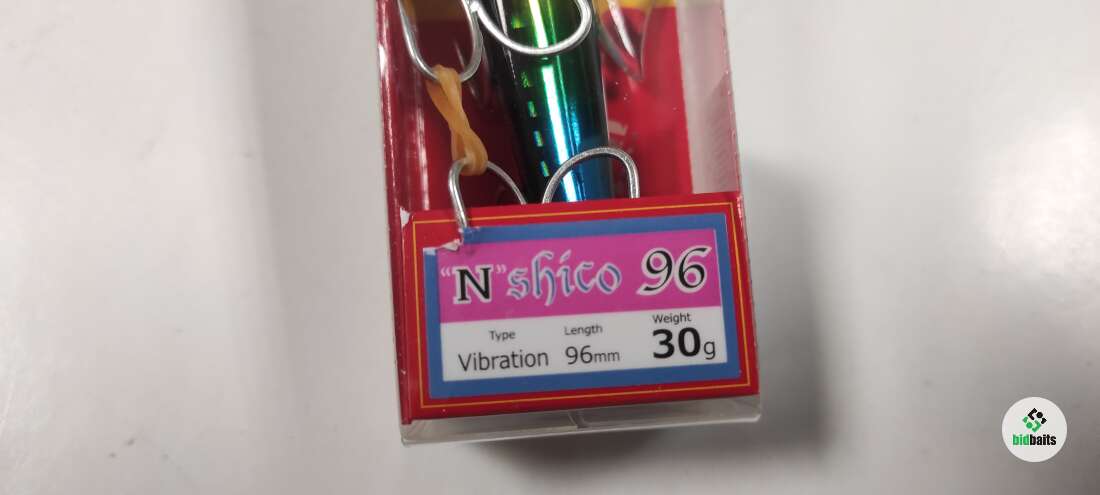 "N" shico 96
Type Length Weight
Vibration 96mm 30g
bidbaits